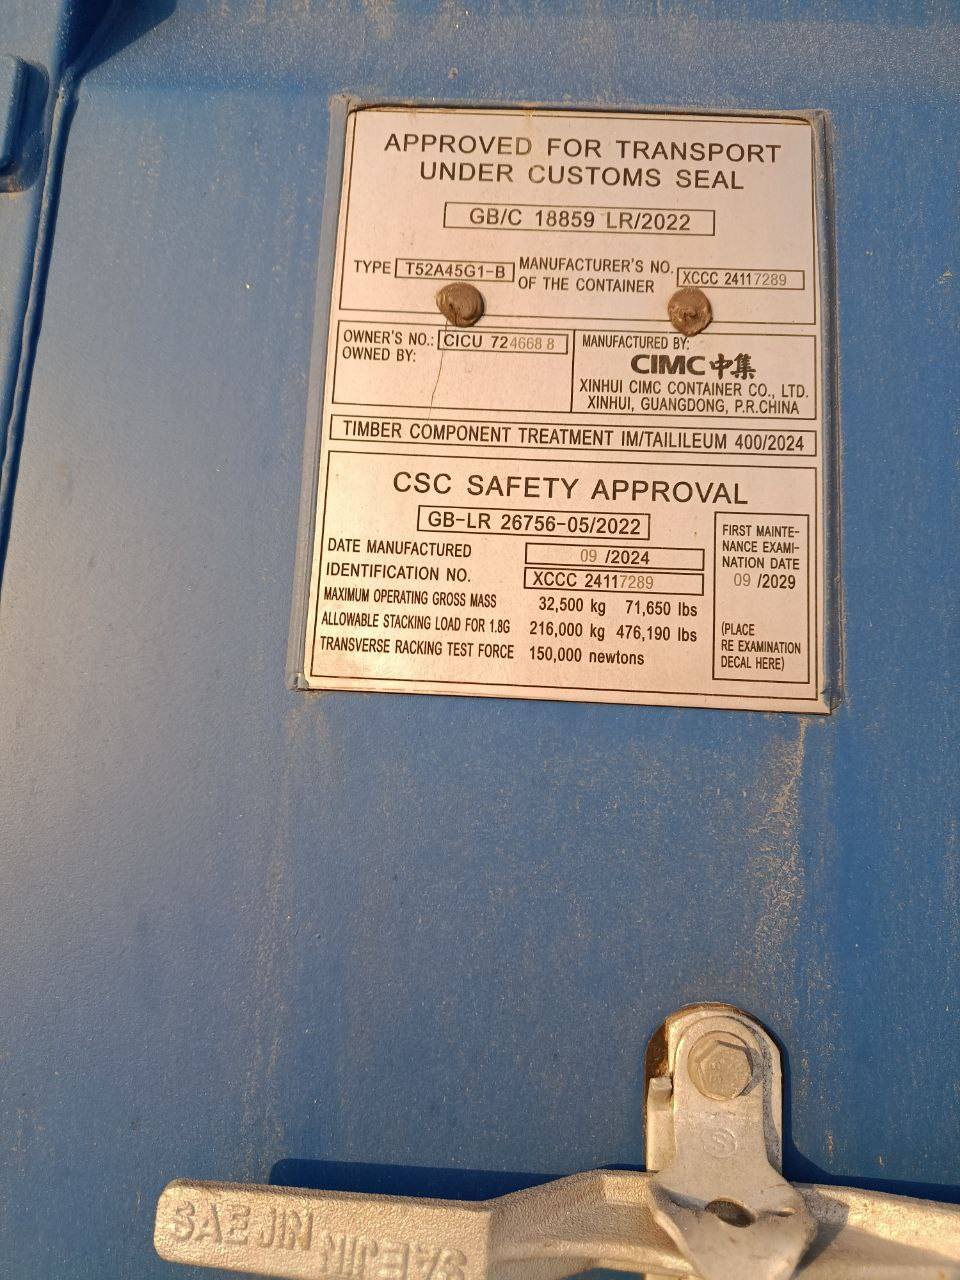 APPROVED FOR TRANSPORT
UNDER CUSTOMS SEAL
GB/C 18859 LR/2022
TYPE T52A45G1-B
MANUFACTURER'S NO.
OF THE CONTAINER
XCCC 24117289
OWNER'S NO.: CICU 724668 8
OWNED BY:
MANUFACTURED BY:
CIMC 中集
XINHUI CIMC CONTAINER CO., LTD.
XINHUI, GUANGDONG, P.R.CHINA
TIMBER COMPONENT TREATMENT IM/TAILILEUM 400/2024
CSC SAFETY APPROVAL
GB-LR 26756-05/2022
DATE MANUFACTURED 09 /2024
IDENTIFICATION NO. XCCC 24117289
MAXIMUM OPERATING GROSS MASS 32,500 kg 71,650 lbs
ALLOWABLE STACKING LOAD FOR 1.8G 216,000 kg 476,190 lbs
TRANSVERSE RACKING TEST FORCE 150,000 newtons
FIRST MAINTE-
NANCE EXAMI-
NATION DATE
09 /2029
(PLACE
RE EXAMINATION
DECAL HERE)
S
SAE JIN
SAE JIN